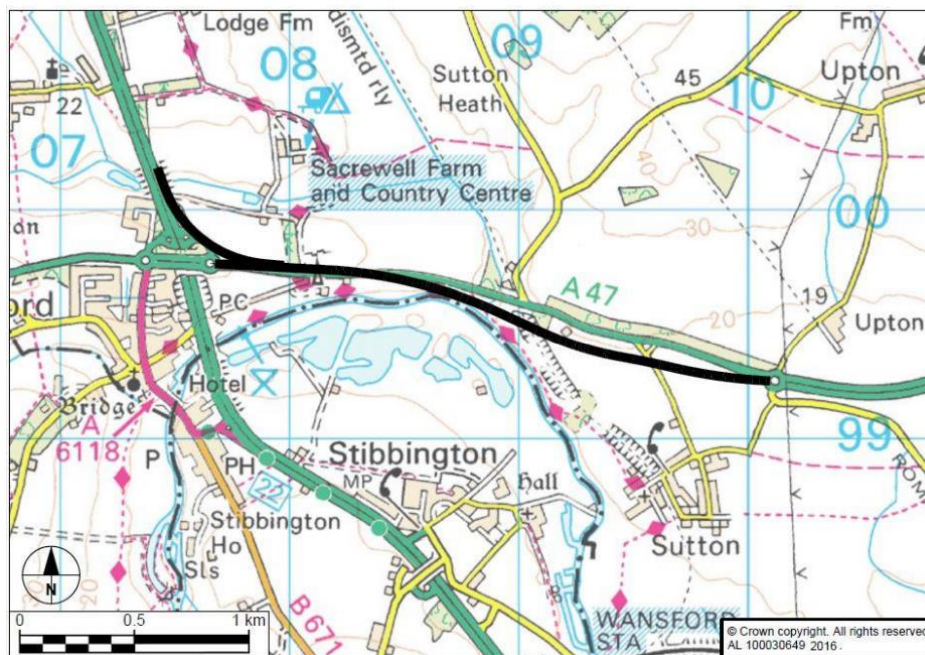 Lodge Fm
dismtd rly
09
Fm
08
45
Upton
22
Sutton
Heath
10
07
40
Sacrewell Farm
and Country Centre
00
30
A 47
19
PC
20
Upton
ord
Hotel
Bridge
A
6118
99
P
Stibbington
PH
MP
Hall
22
ROM
Stibbington
Ho
Sutton
Sls
N
30
20
B 671
WANSFORD
STA
0
0.5
1 km
© Crown copyright. All rights reserved
AL 100030649 2016.